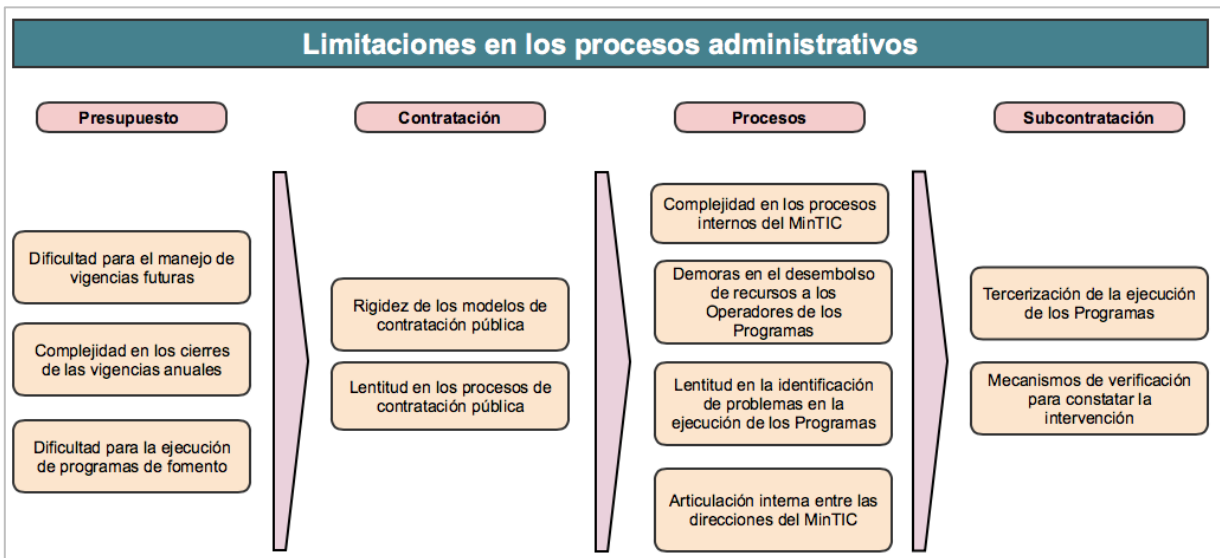 Limitaciones en los procesos administrativos
Presupuesto
Dificultad para el manejo de
vigencias futuras
Complejidad en los cierres
de las vigencias anuales
Dificultad para la ejecución
de programas de fomento
Contratación
Rigidez de los modelos de
contratación pública
Lentitud en los procesos de
contratación pública
Procesos
Complejidad en los procesos
internos del MinTIC
Demoras en el desembolso
de recursos a los
Operadores de los
Programas
Lentitud en la identificación
de problemas en la
ejecución de los Programas
Articulación interna entre las
direcciones del MinTIC
Subcontratación
Tercerización de la ejecución
de los Programas
Mecanismos de verificación
para constatar la
intervención